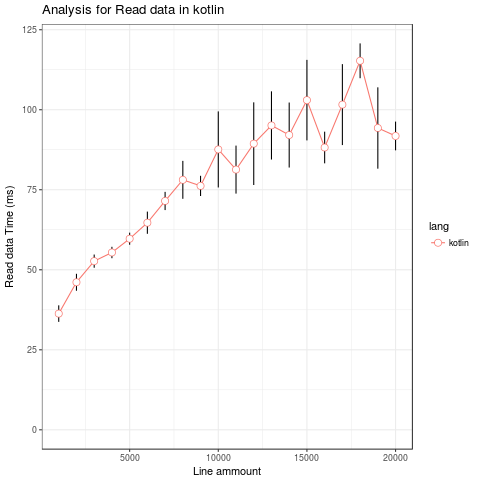 Analysis for Read data in kotlin
125
100
75
50
25
0
Read data Time (ms)
5000 10000 15000 20000
Line ammount
lang
kotlin